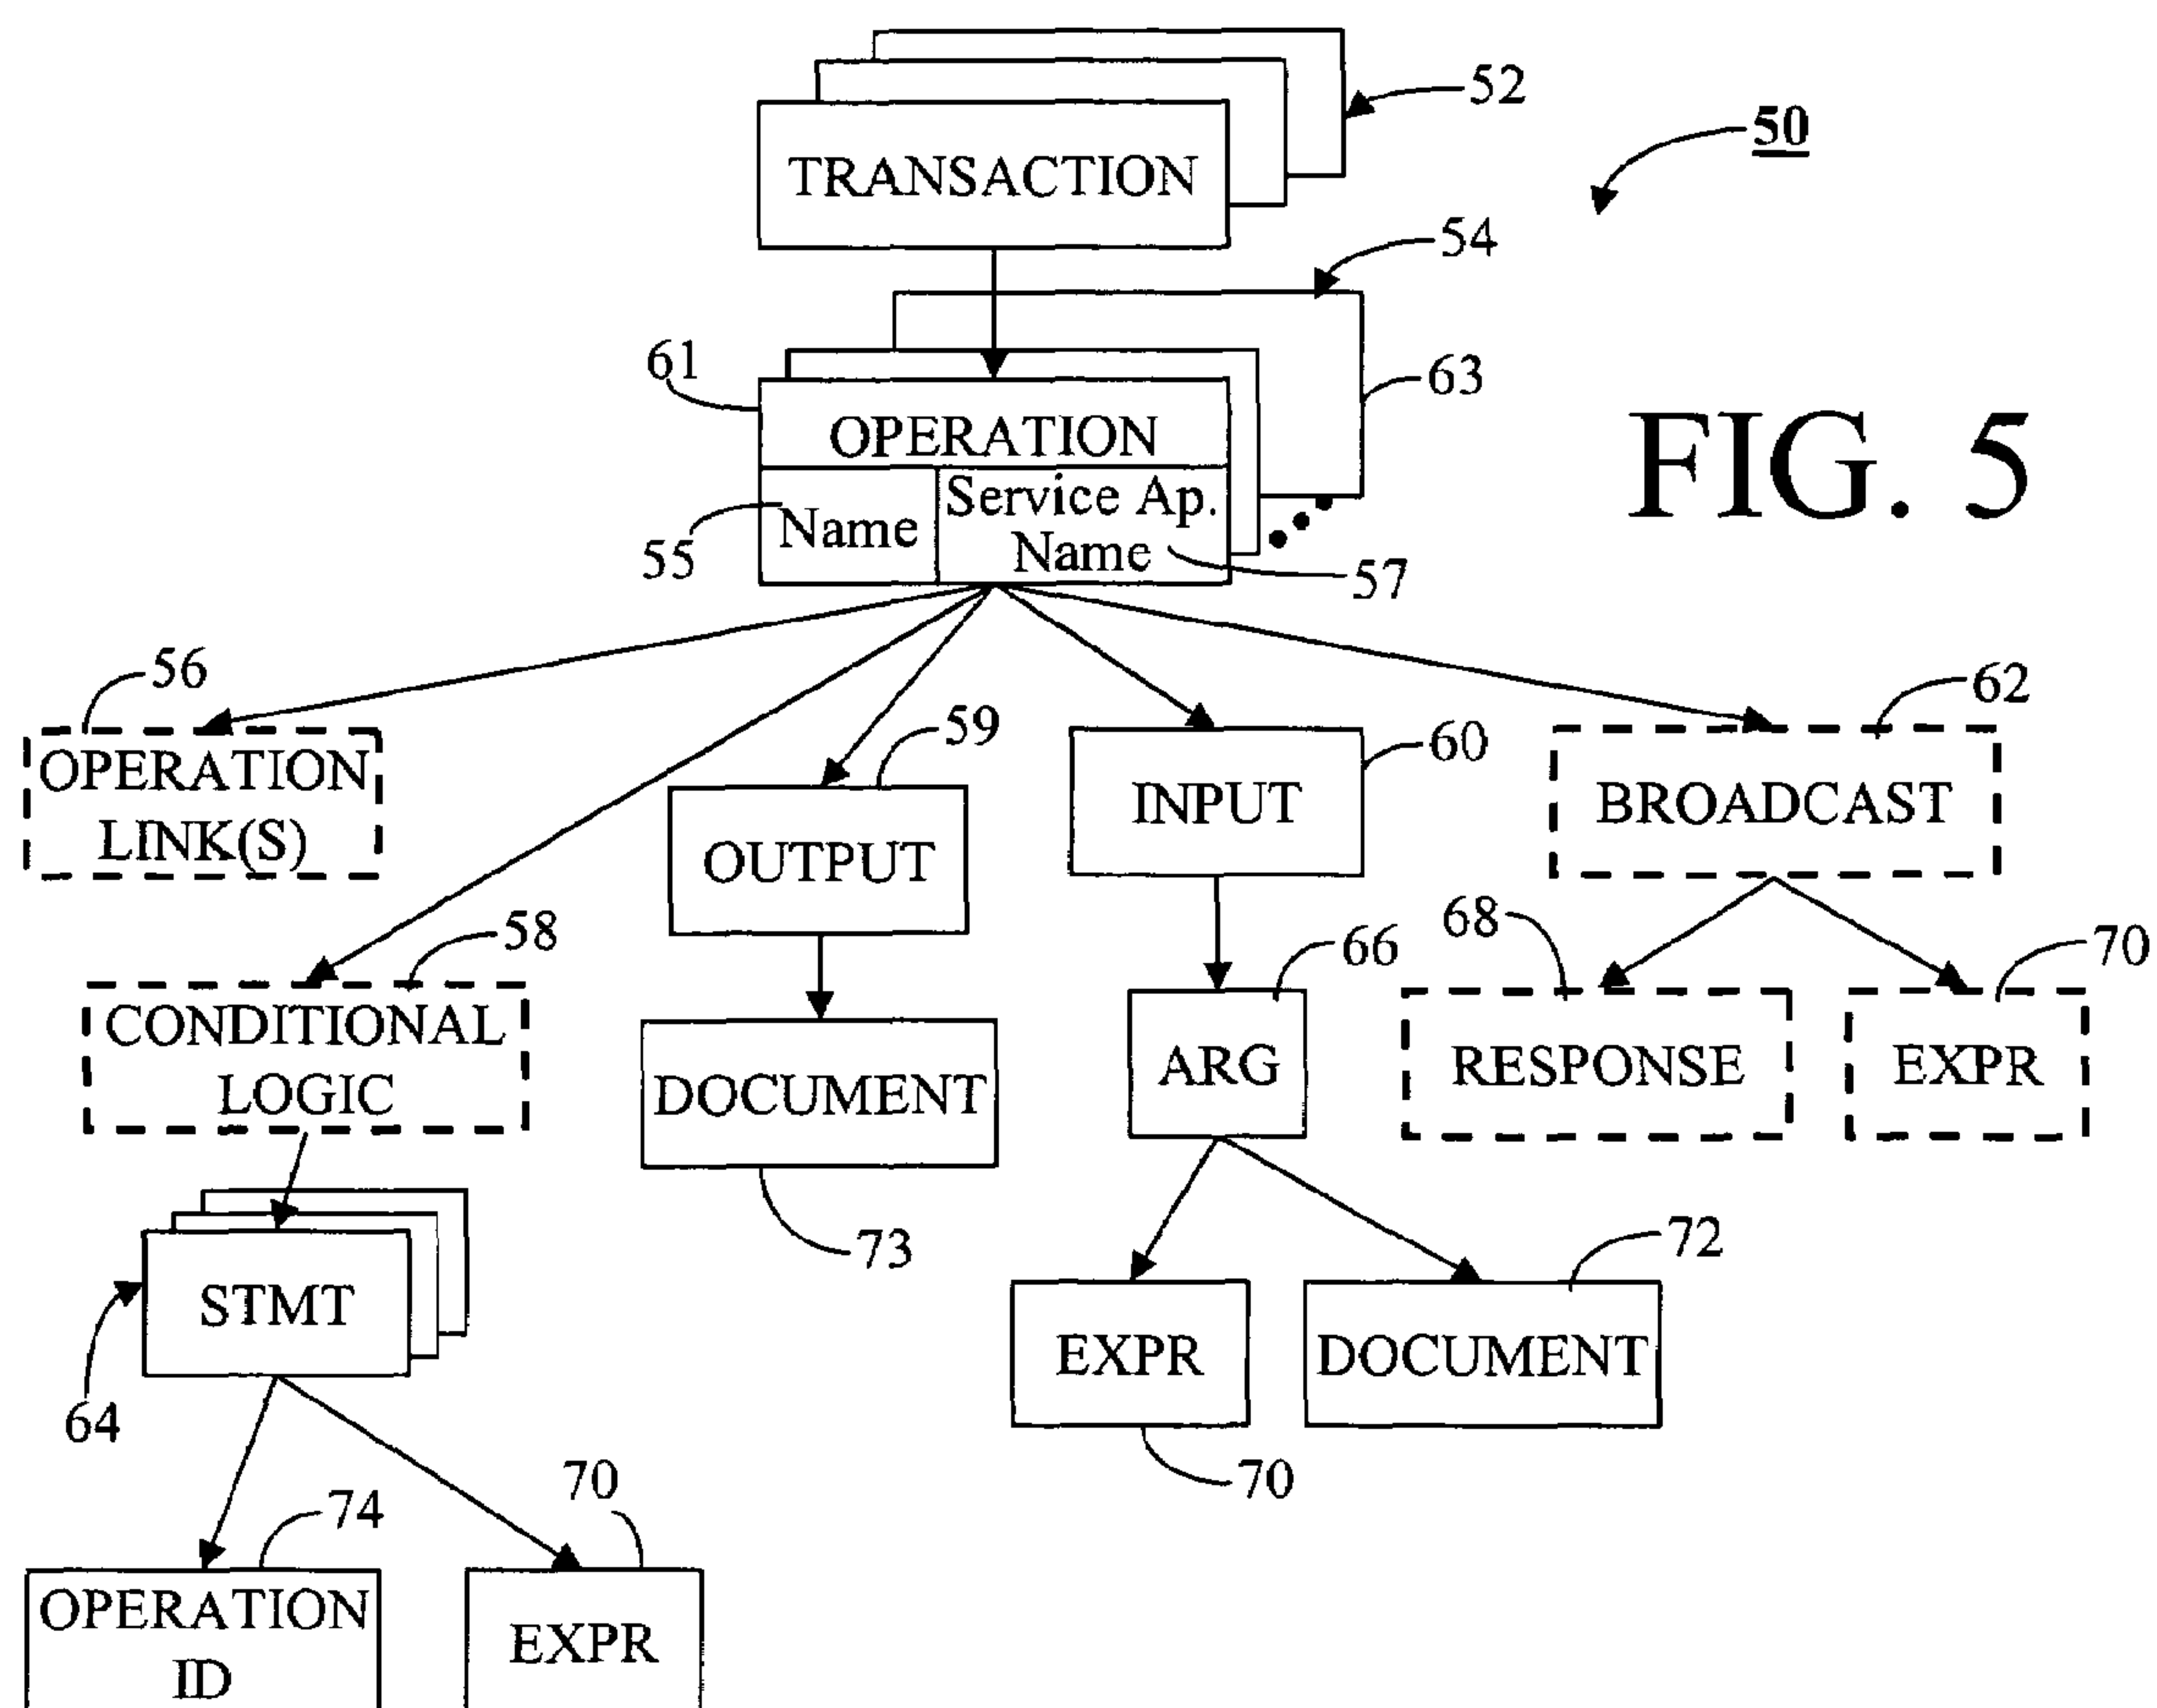 52
50
TRANSACTION
54
61
63
OPERATION
FIG. 5
Name
Service Ap.
Name
55
57
56
62
59
60
OPERATION
LINK(S)
OUTPUT
INPUT
BROADCAST
58
68
66
70
CONDITIONAL
LOGIC
DOCUMENT
ARG
RESPONSE
EXPR
73
72
STMT
EXPR
DOCUMENT
64
70
70
74
OPERATION
ID
EXPR